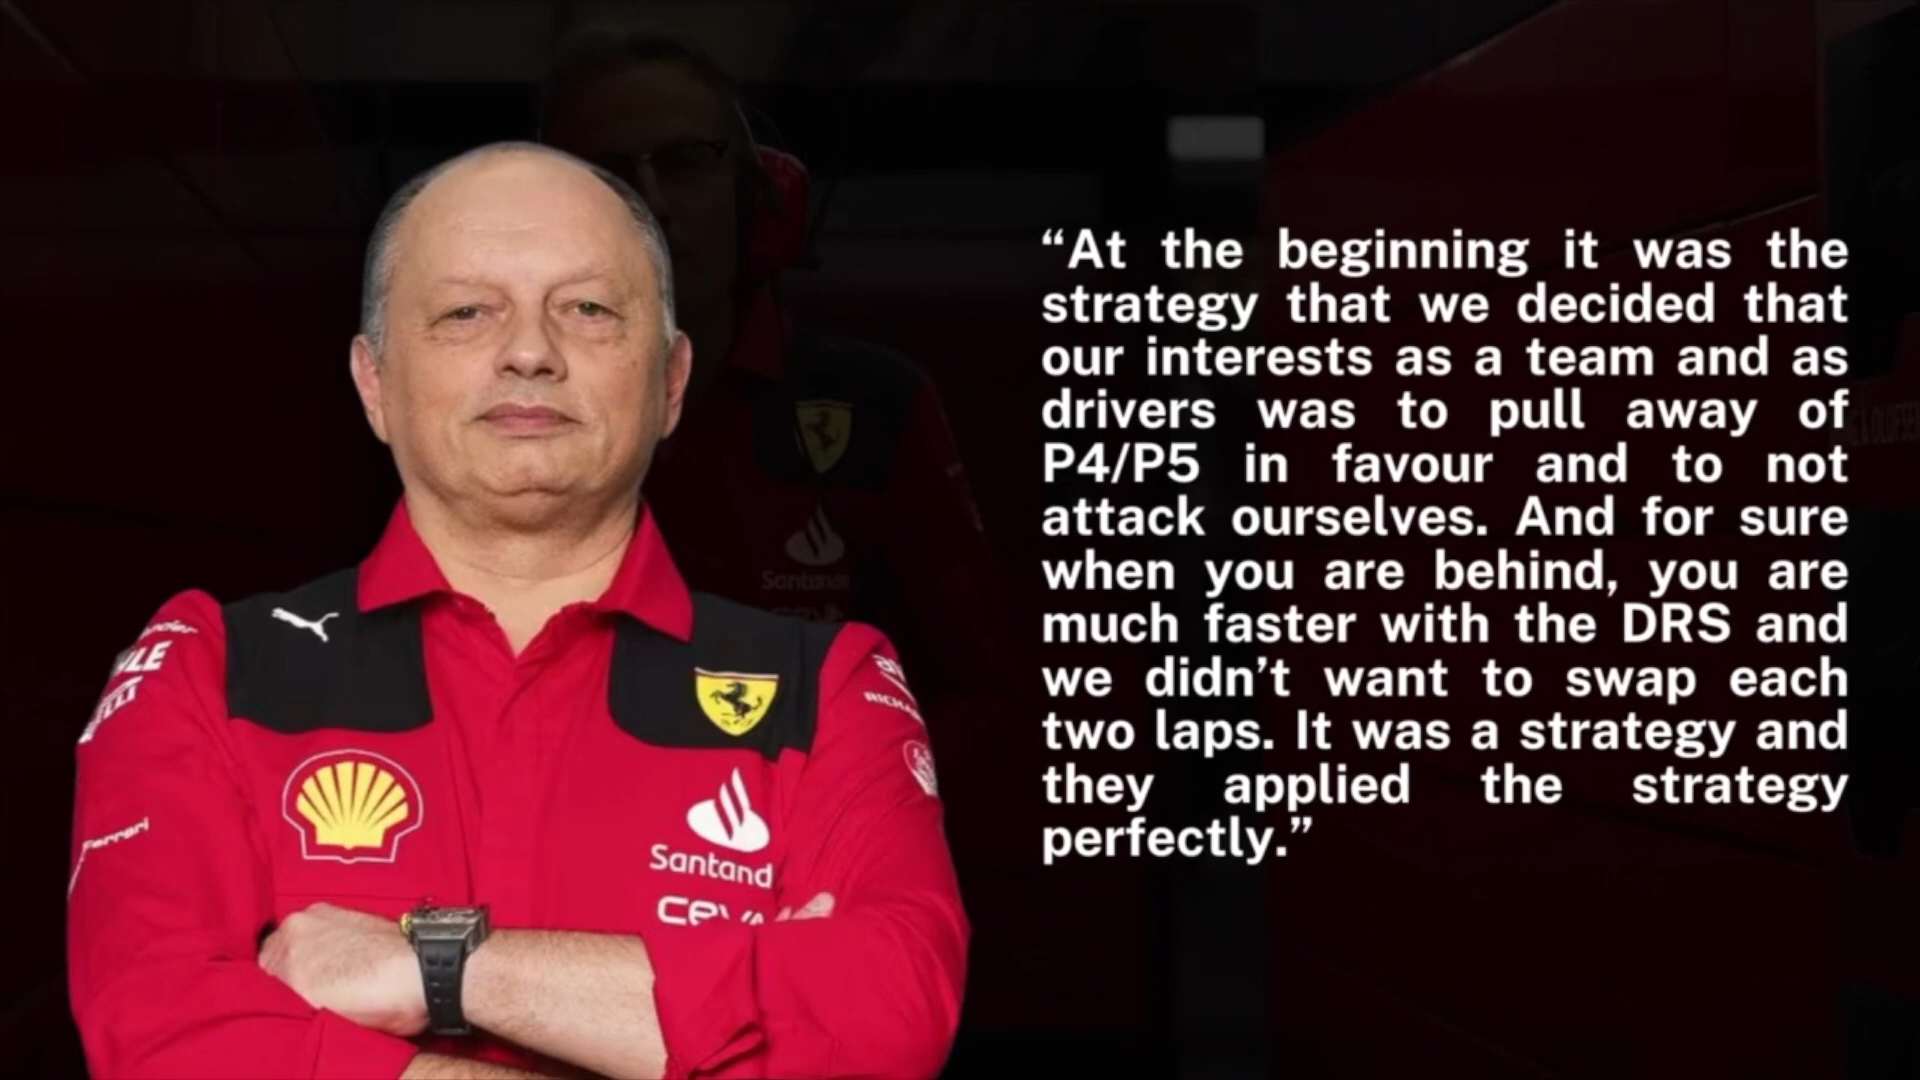 “At the beginning it was the
strategy that we decided that
our interests as a team and as
drivers was to pull away of
P4/P5 in favour and to not
attack ourselves. And for sure
when you are behind, you are
much faster with the DRS and
we didn’t want to swap each
two laps. It was a strategy and
they applied the strategy
perfectly.”
Santand